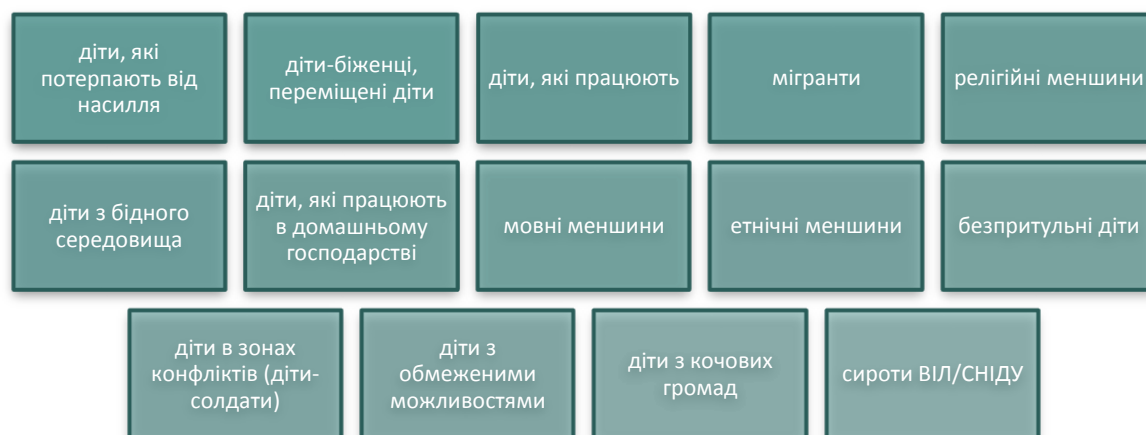 діти, які
потерпають від
насилля
діти-біженці,
переміщені діти
діти, які працюють
мігранти
релігійні меншини
діти з бідного
середовища
діти, які працюють
в домашньому
господарстві
мовні меншини
етнічні меншини
безпритульні діти
діти в зонах
конфліктів (діти-
солдати)
діти з
обмеженими
можливостями
діти з кочових
громад
сироти ВІЛ/СНІДУ